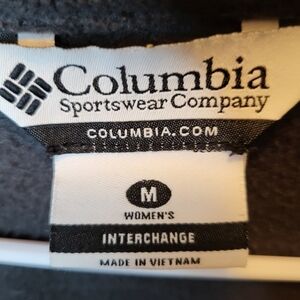 Columbia
Sportswear Company
COLUMBIA.COM
M
WOMEN'S
INTERCHANGE
MADE IN VIETNAM